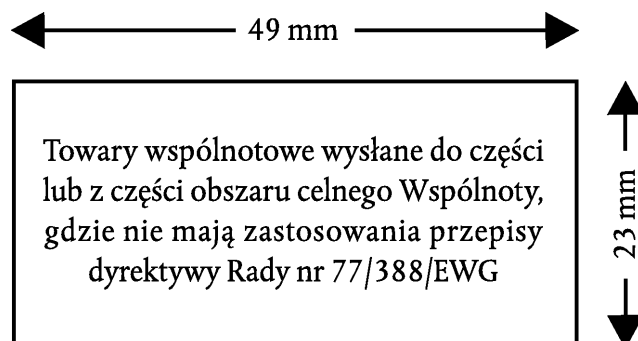 49 mm
Towary wspólnotowe wysłane do części
lub z części obszaru celnego Wspólnoty,
gdzie nie mają zastosowania przepisy
dyrektywy Rady nr 77/388/EWG
23 mm